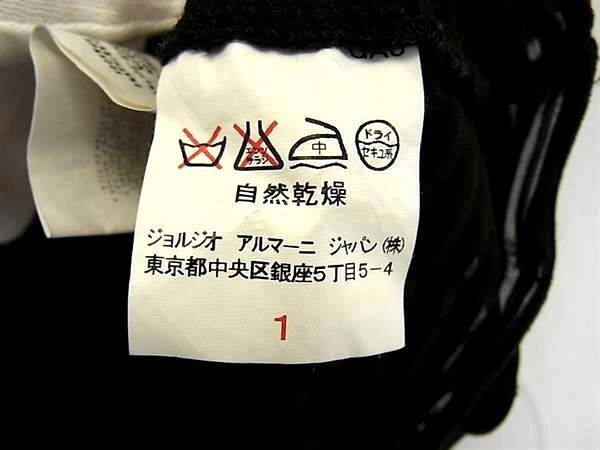 エンソ
サラシ
中
ドライ
セキユ系
自然乾燥
ジョルジオ アルマーニ ジャパン(株)
東京都中央区銀座5丁目5-4
1